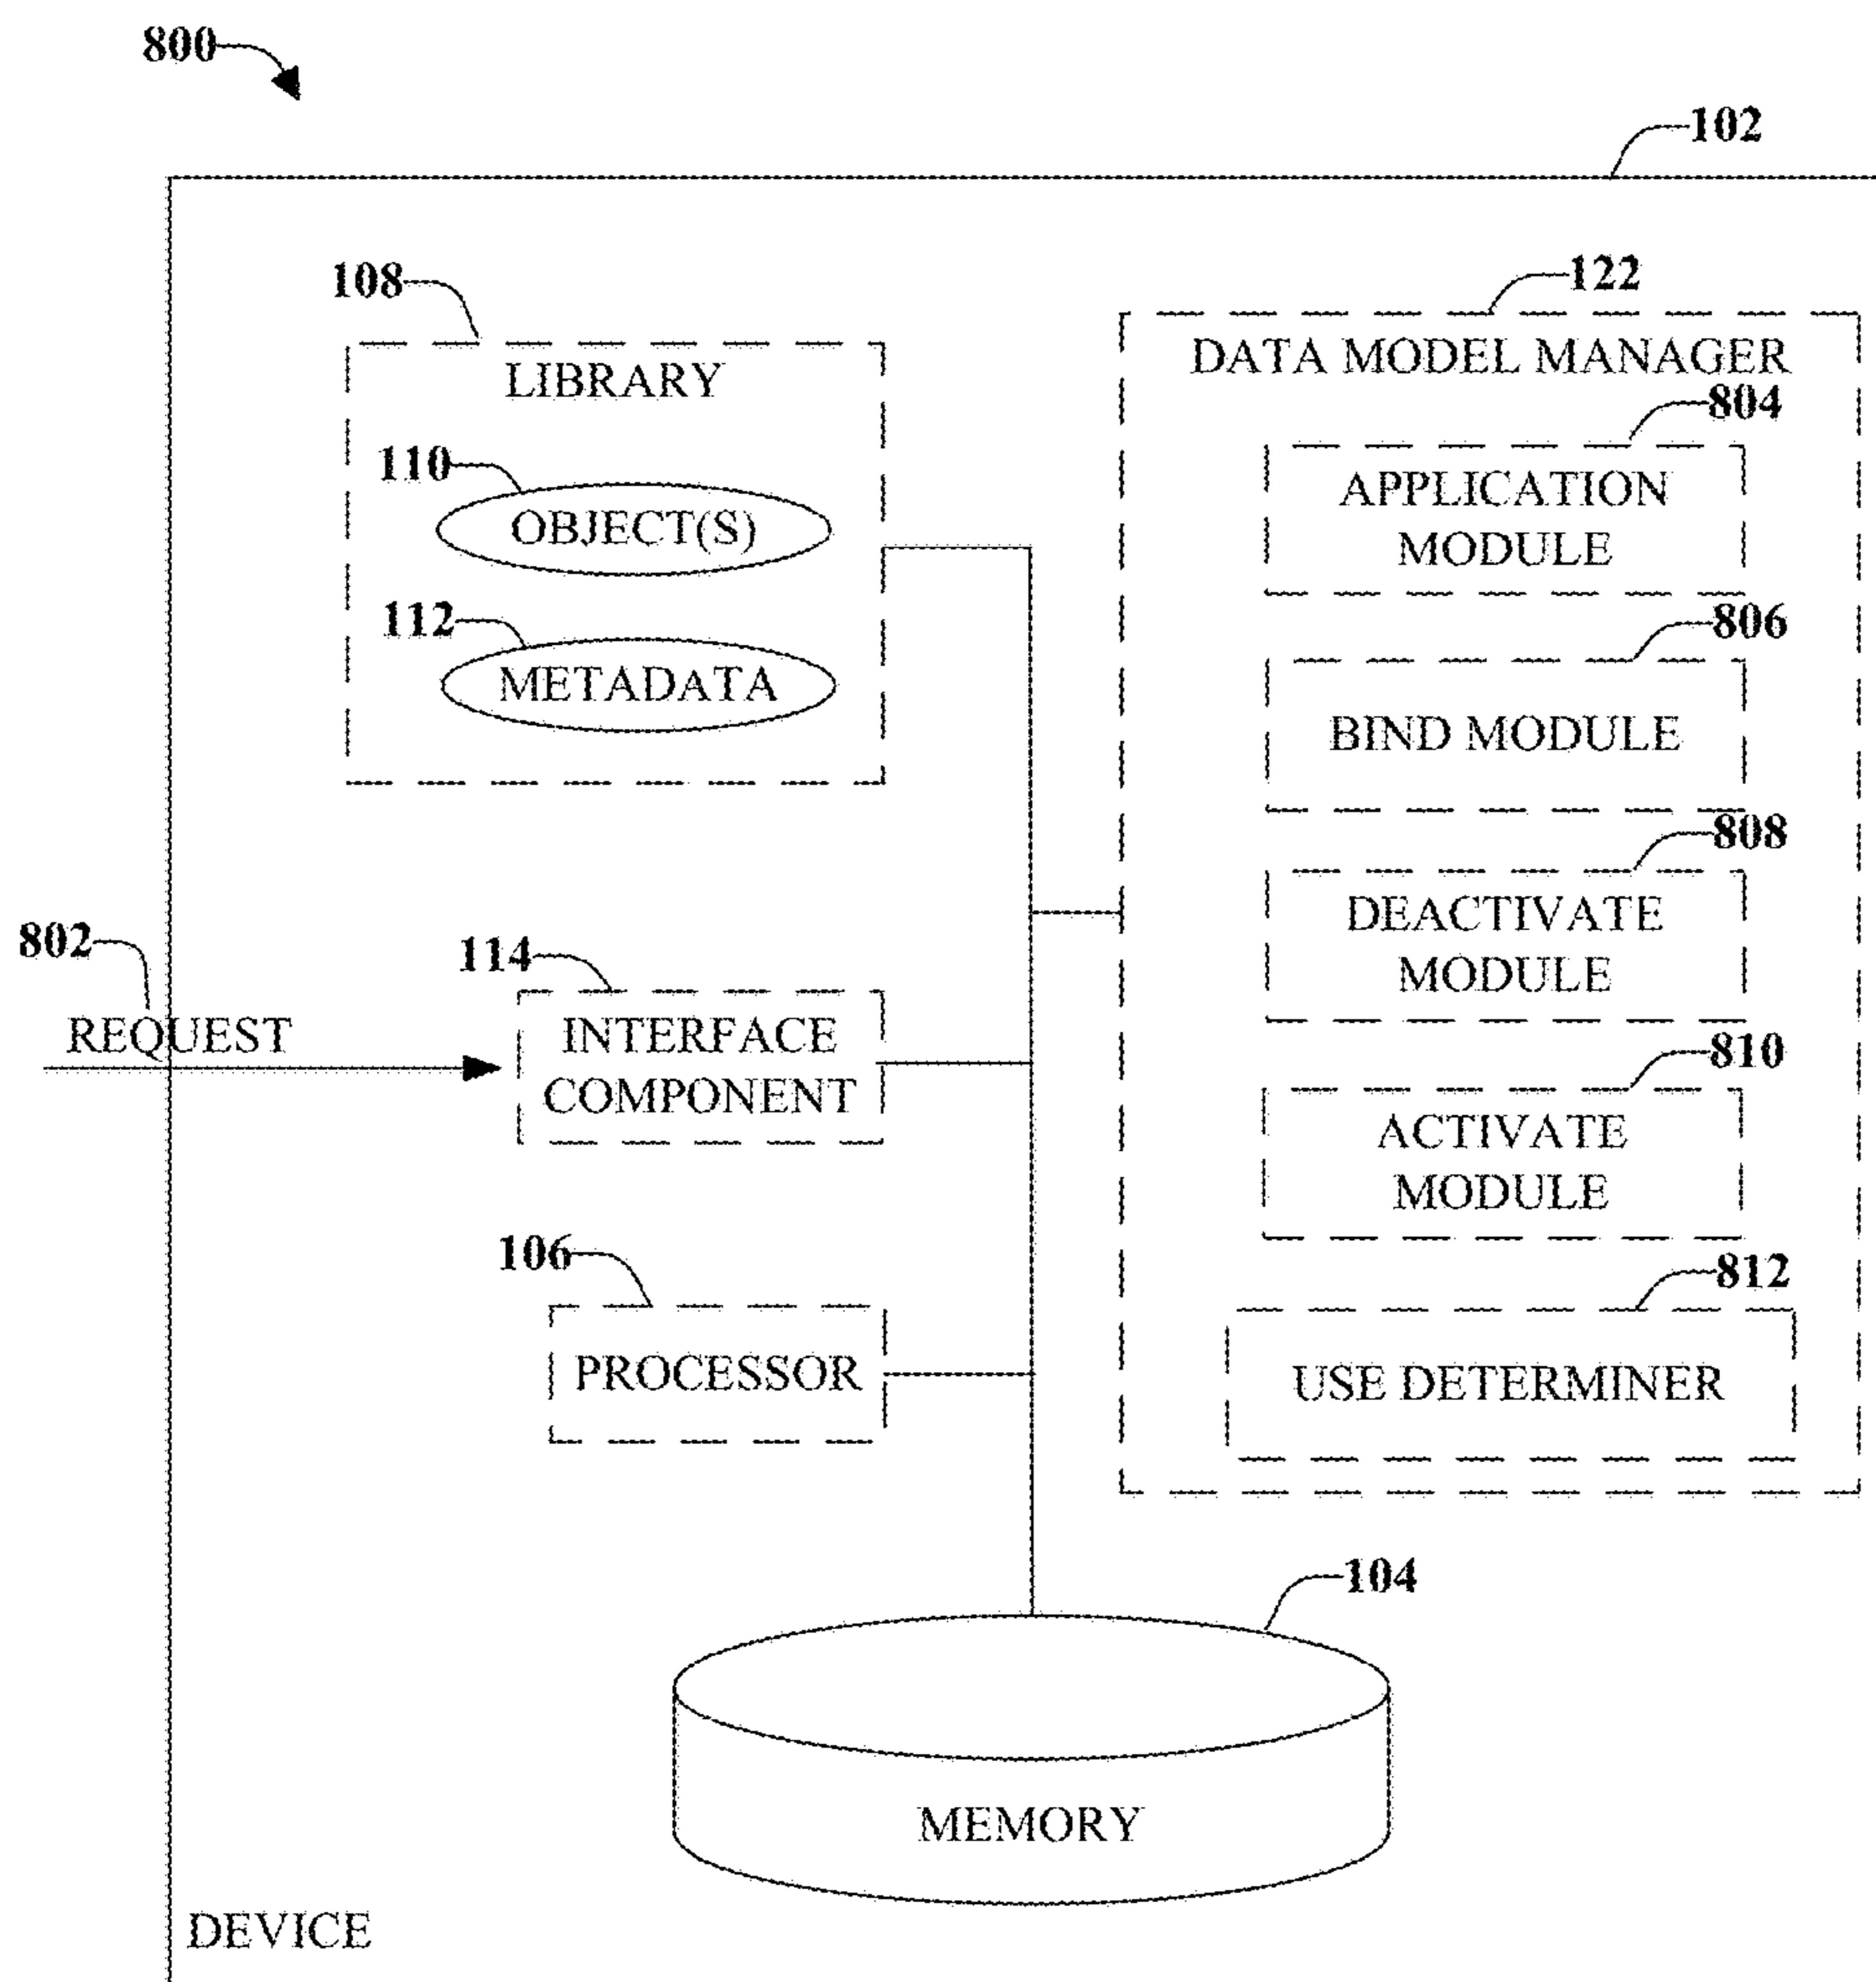 800
102
108
122
LIBRARY
DATA MODEL MANAGER
804
110
OBJECT(S)
APPLICATION
MODULE
112
806
METADATA
BIND MODULE
808
DEACTIVATE
MODULE
802
114
REQUEST
INTERFACE
COMPONENT
810
ACTIVATE
MODULE
106
812
PROCESSOR
USE DETERMINER
104
MEMORY
DEVICE